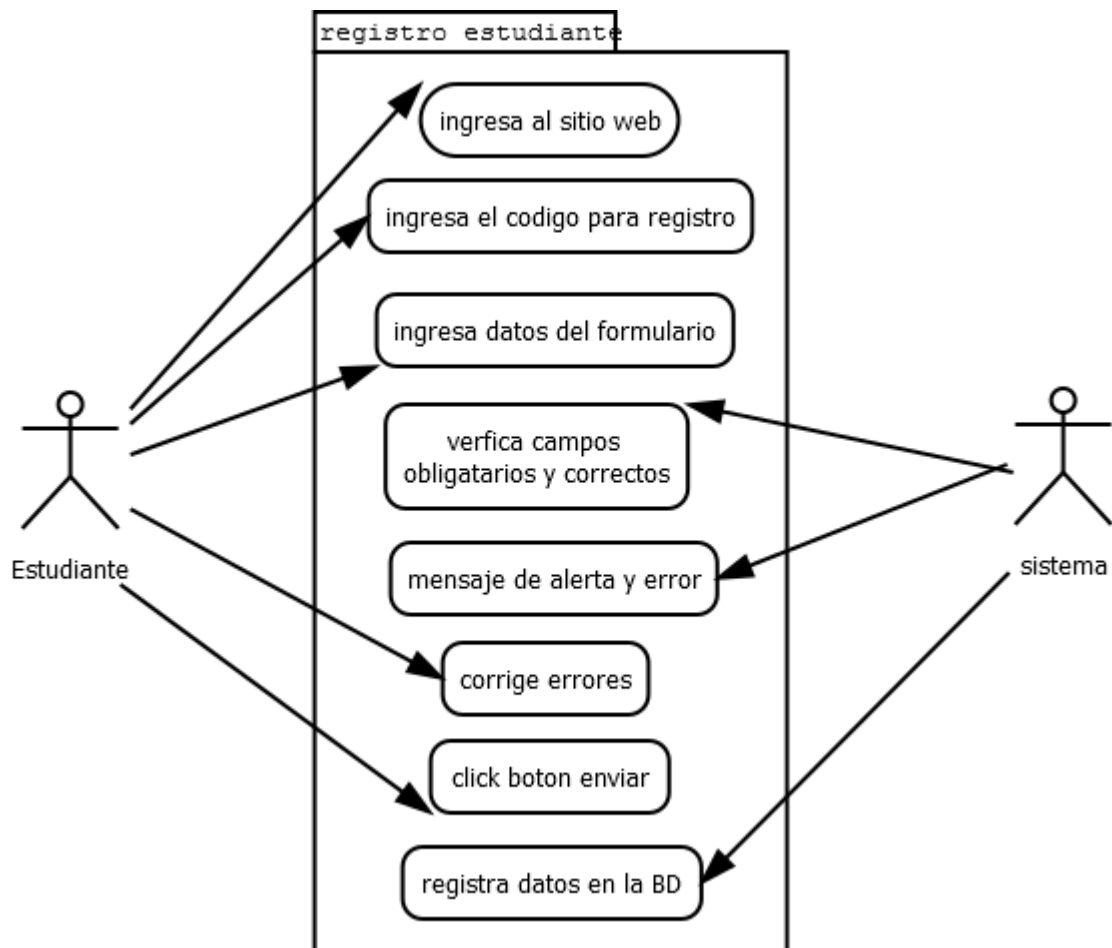 registro estudiante
ingresa al sitio web
ingresa el codigo para registro
ingresa datos del formulario
verfica campos
obligatarios y correctos
mensaje de alerta y error
Estudiante
sistema
corrige errores
click boton enviar
registra datos en la BD